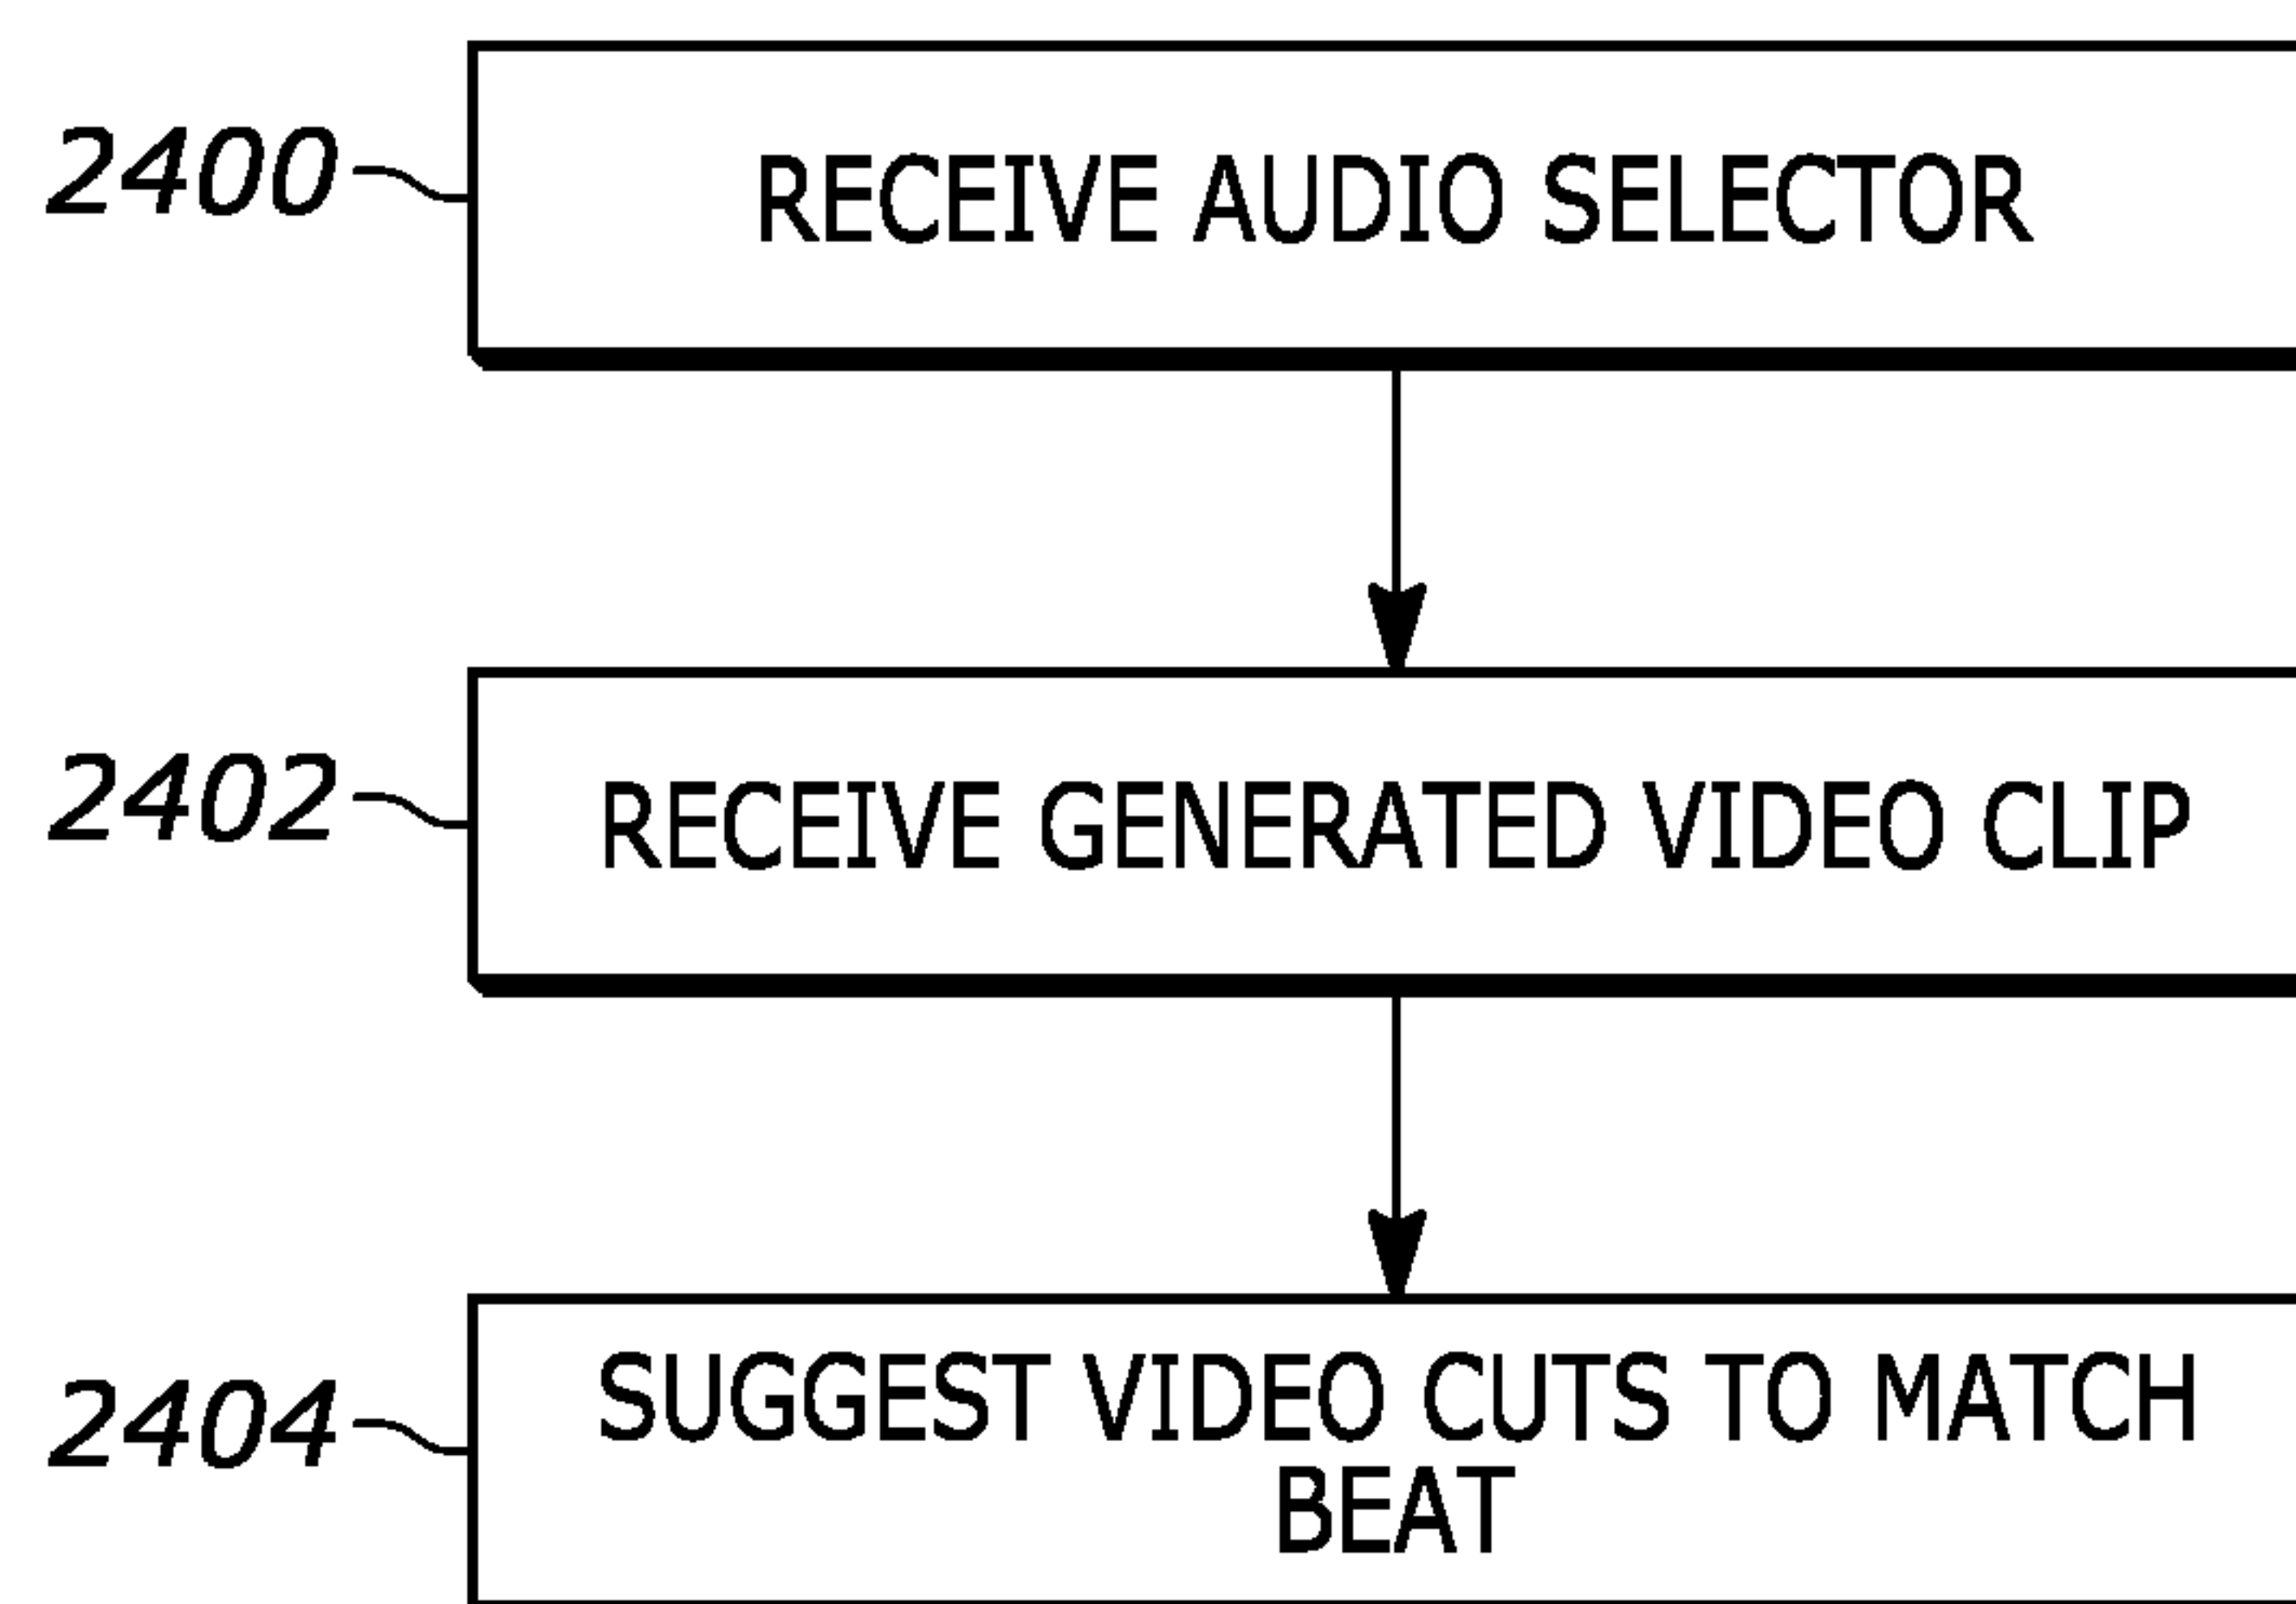 2400
RECEIVE AUDIO SELECTOR
2402
RECEIVE GENERATED VIDEO CLIP
2404
SUGGEST VIDEO CUTS TO MATCH
BEAT